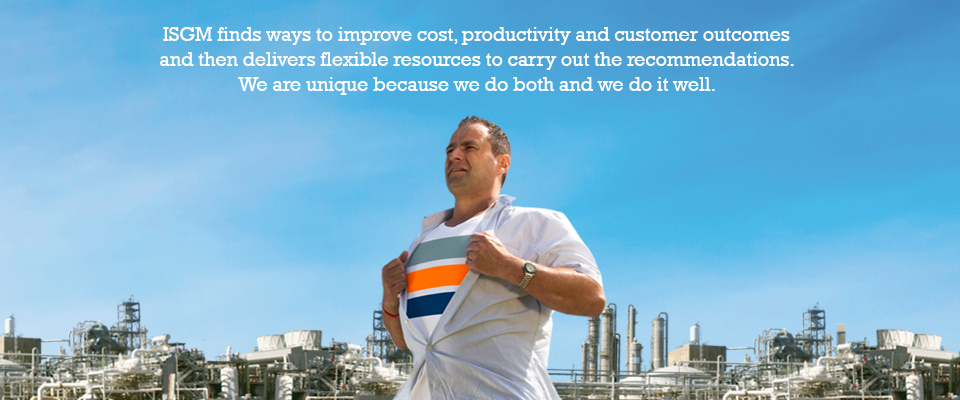 ISGM finds ways to improve cost, productivity and customer outcomes
and then delivers flexible resources to carry out the recommendations.
We are unique because we do both and we do it well.